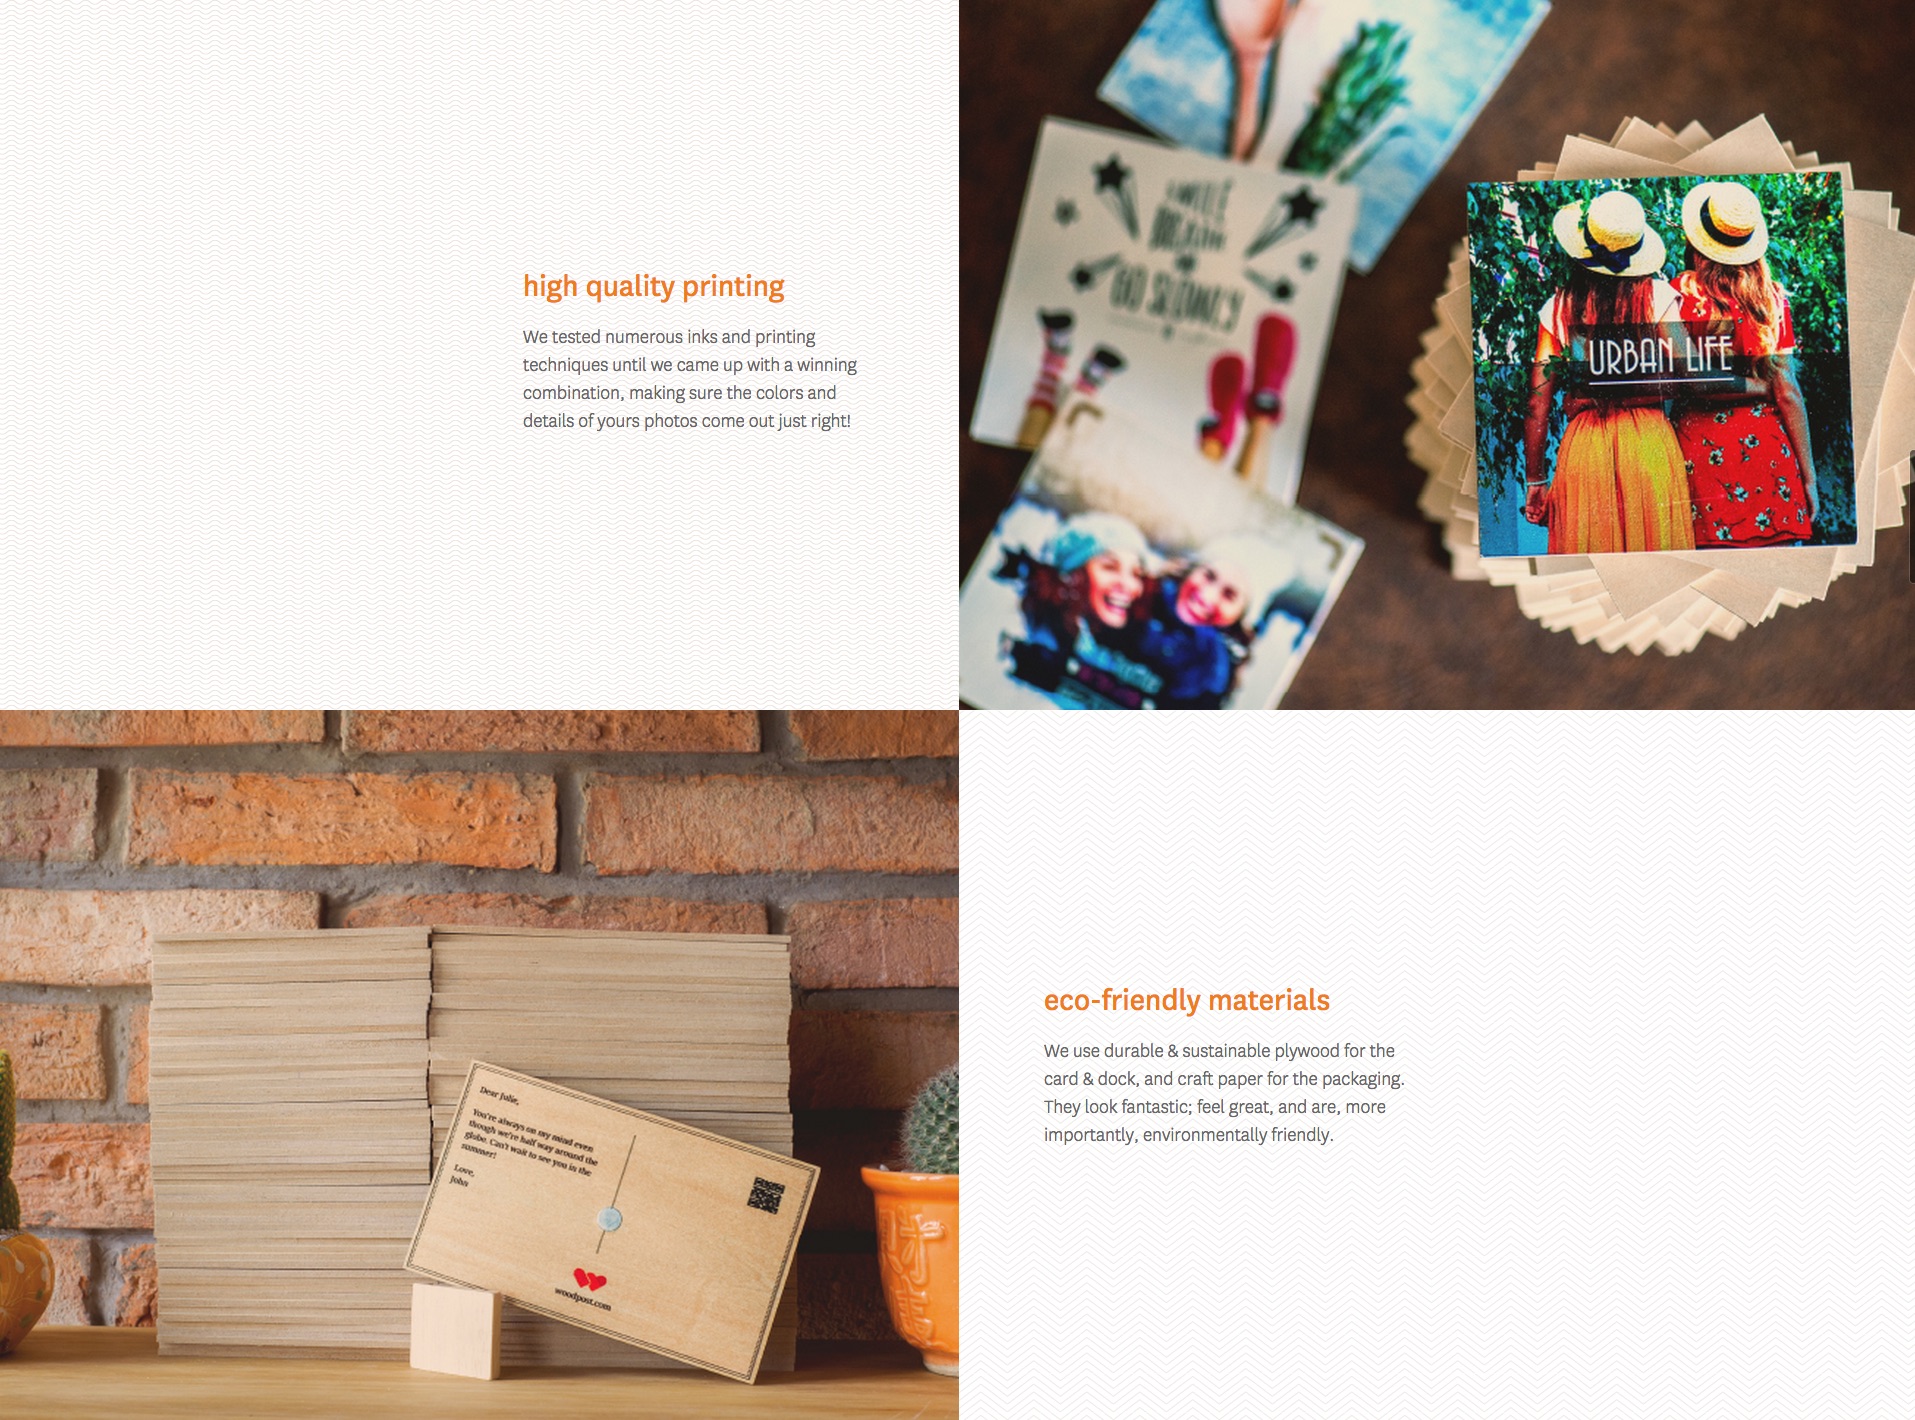 high quality printing
We tested numerous inks and printing
techniques until we came up with a winning
combination, making sure the colors and
details of yours photos come out just right!
I WILL
GO SLOWLY
URBAN LIFE
Dear Julie,
You're always on my mind even
though we're half way around the
globe. Can't wait to see you in the
summer!
Love,
John
woodpost.com
eco-friendly materials
We use durable & sustainable plywood for the
card & dock, and craft paper for the packaging.
They look fantastic; feel great, and are, more
importantly, environmentally friendly.